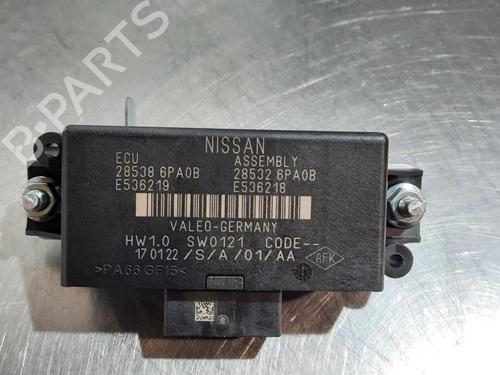 B-PARTS
NISSAN
ECU ASSEMBLY
28538 6PA0B 28532 6PA0B
E536219 E536218
VALEO-GERMANY
HW1.0 SW0121 CODE--
170122/S/A/01/AA AFK
>PA66 GF15<